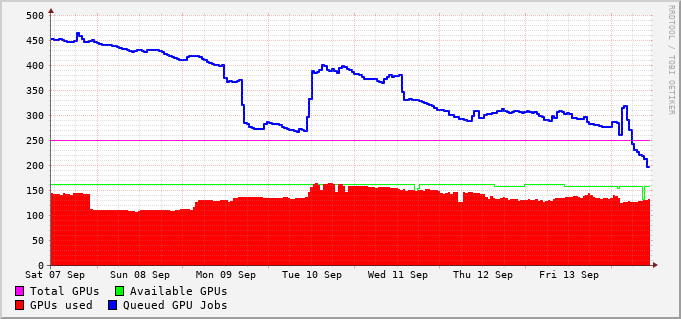 500
450
400
350
300
250
200
150
100
50
0
Sat 07 Sep Sun 08 Sep Mon 09 Sep Tue 10 Sep Wed 11 Sep Thu 12 Sep Fri 13 Sep
Total GPUs Available GPUs
GPUs used Queued GPU Jobs
RRDTOOL / TOBI OETIKER